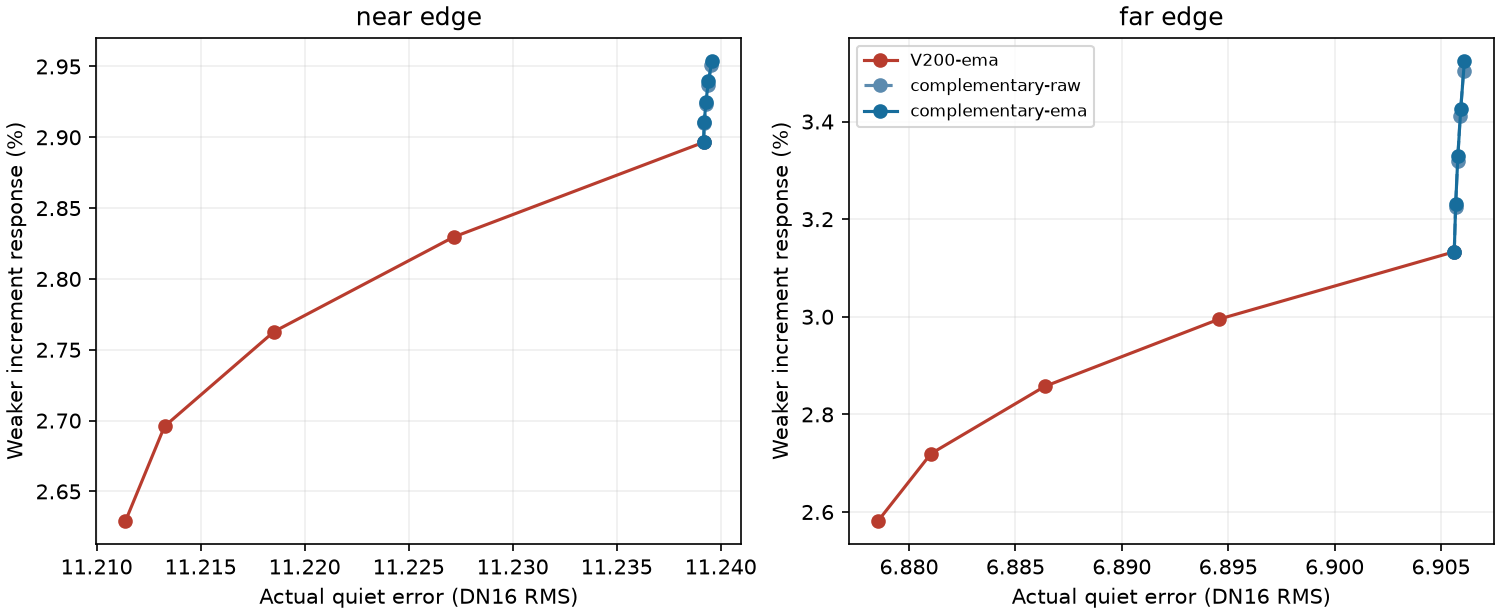 near edge
Weaker increment response (%)
2.95
2.90
2.85
2.80
2.75
2.70
2.65
11.210 11.215 11.220 11.225 11.230 11.235 11.240
Actual quiet error (DN16 RMS)
far edge
V200-ema
complementary-raw
complementary-ema
Weaker increment response (%)
3.4
3.2
3.0
2.8
2.6
6.880 6.885 6.890 6.895 6.900 6.905
Actual quiet error (DN16 RMS)